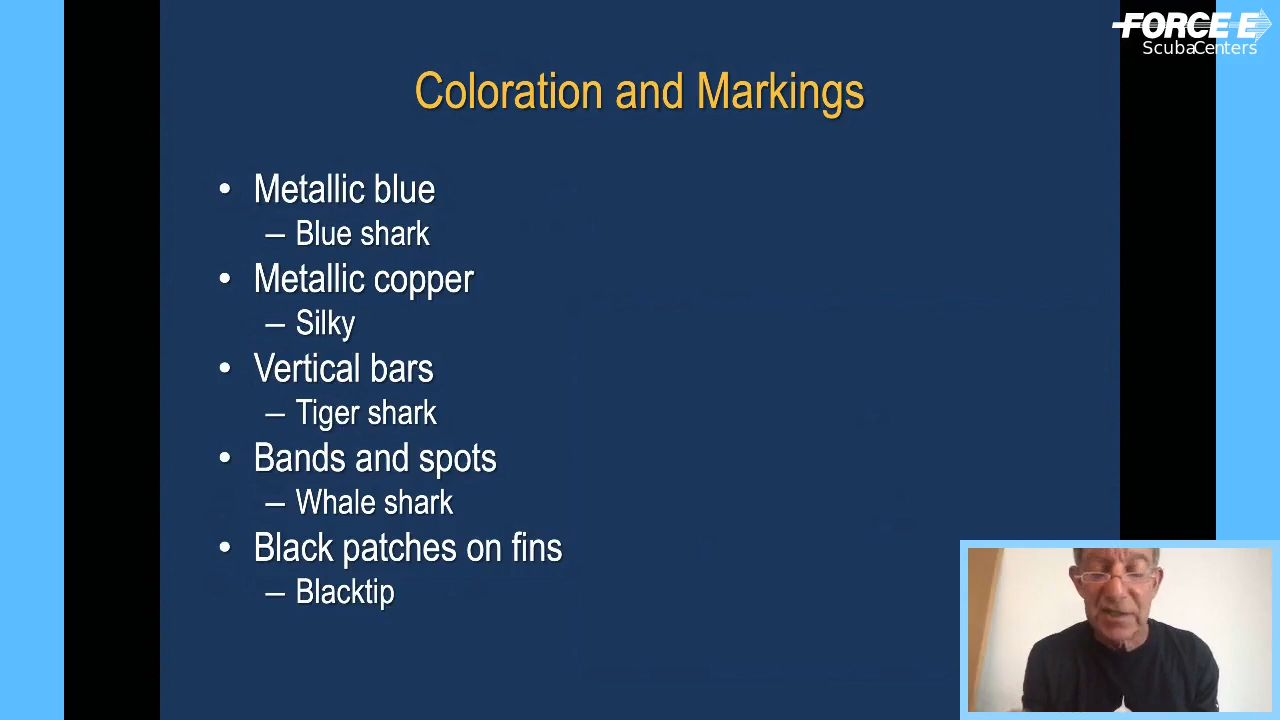 FORCE E
ScubaCenters
Coloration and Markings
• Metallic blue
– Blue shark
• Metallic copper
– Silky
• Vertical bars
– Tiger shark
• Bands and spots
– Whale shark
• Black patches on fins
– Blacktip